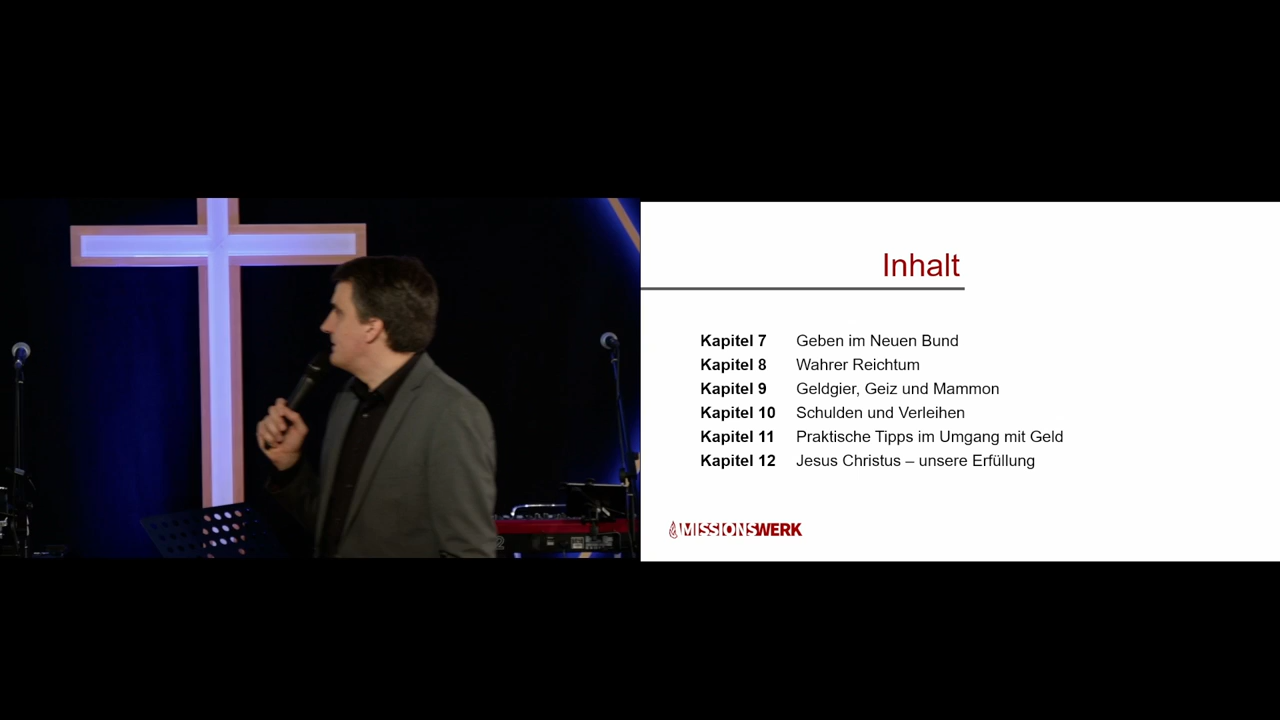 Inhalt
Kapitel 7 Geben im Neuen Bund
Kapitel 8 Wahrer Reichtum
Kapitel 9 Geldgier, Geiz und Mammon
Kapitel 10 Schulden und Verleihen
Kapitel 11 Praktische Tipps im Umgang mit Geld
Kapitel 12 Jesus Christus – unsere Erfüllung
MISSIONSWERK